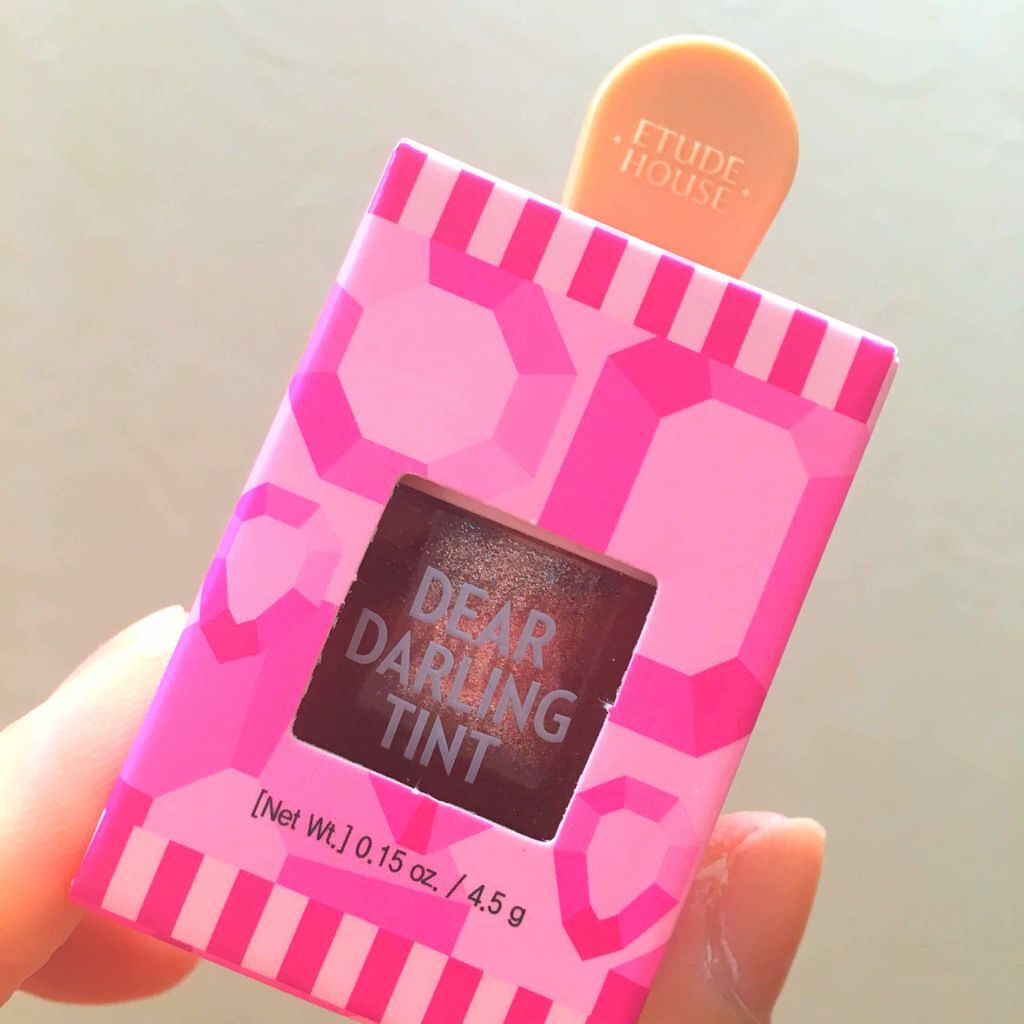 · ETUDE
HOUSE ·
DEAR
DARLING
TINT
[Net Wt.] 0.15 oz. / 4.5 g